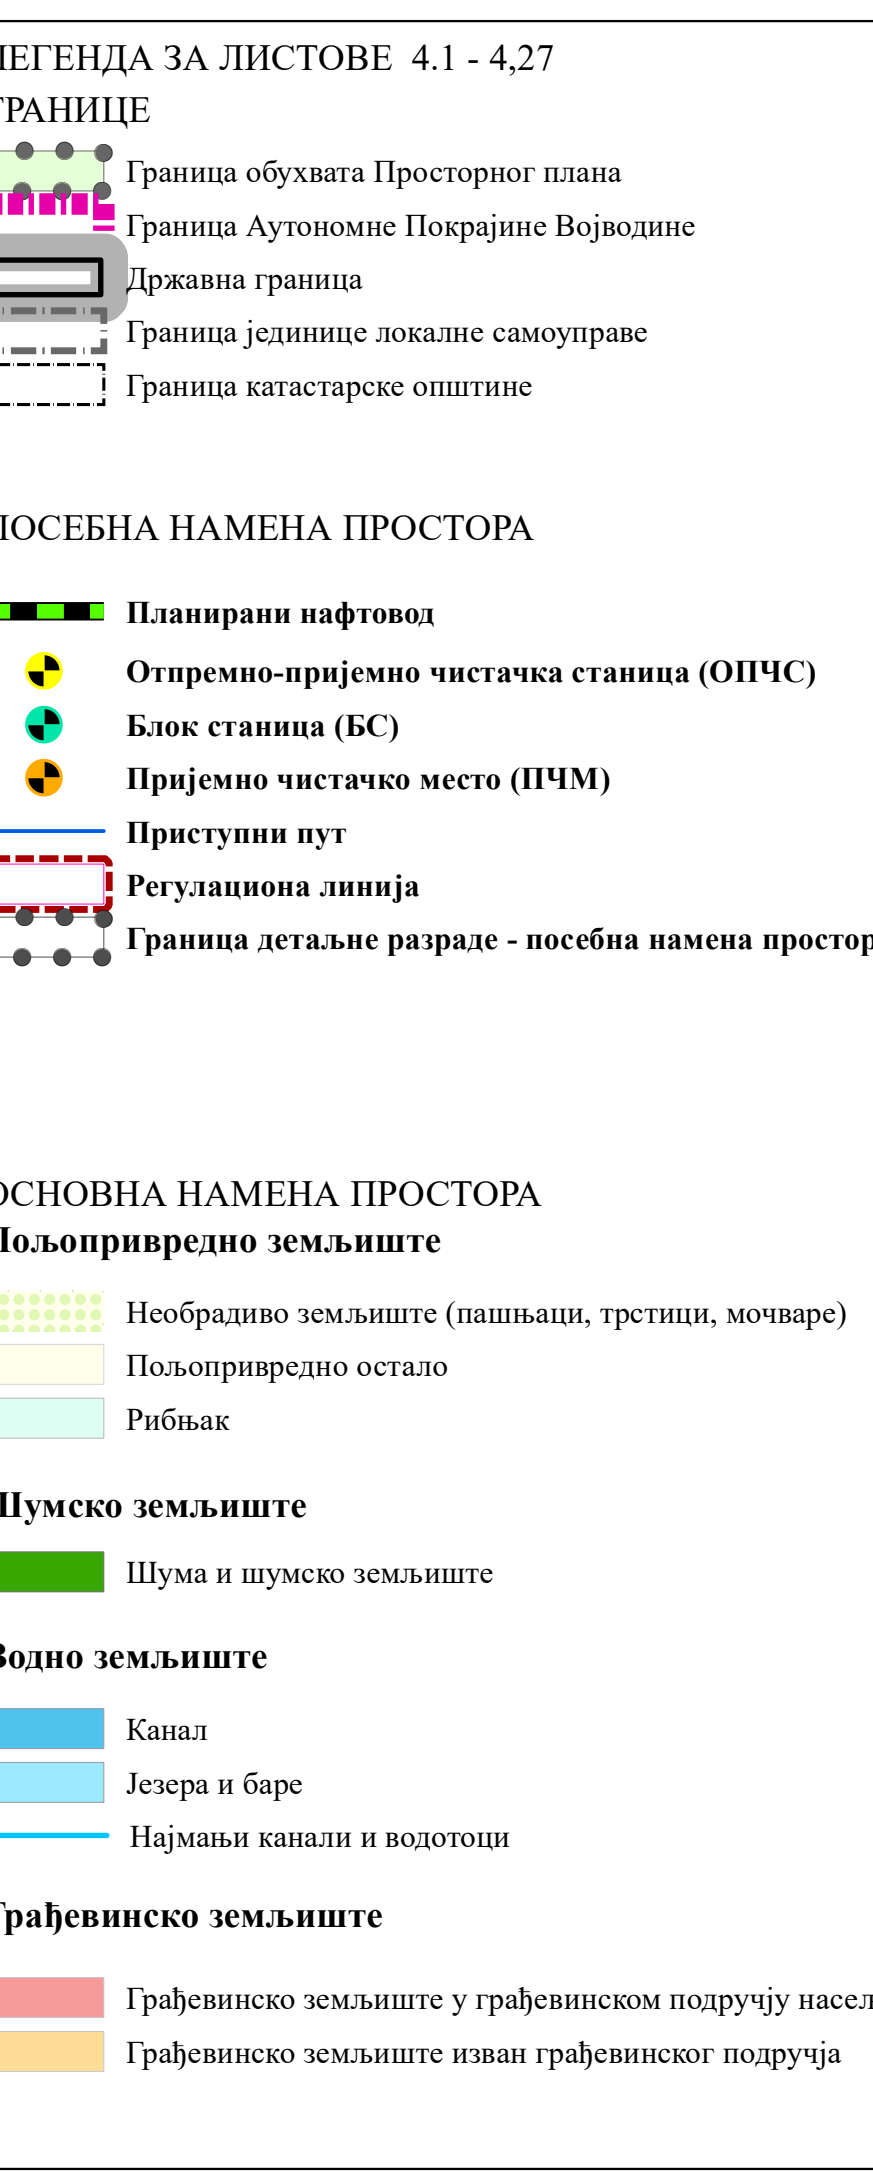 ЛЕГЕНДА ЗА ЛИСТОВЕ 4.1 - 4,27
ГРАНИЦЕ
Граница обухвата Просторног плана
Граница Аутономне Покрајине Војводине
Државна граница
Граница јединице локалне самоуправе
Граница катастарске општине
ПОСЕБНА НАМЕНА ПРОСТОРА
Планирани нафтовод
Отпремно-пријемно чистачка станица (ОПЧС)
Блок станица (БС)
Пријемно чистачко место (ПЧМ)
Приступни пут
Регулациона линија
Граница детаљне разраде - посебна намена простор
ОСНОВНА НАМЕНА ПРОСТОРА
Пољопривредно земљиште
Необрадиво земљиште (пашњаци, трстици, мочваре)
Пољопривредно остало
Рибњак
Шумско земљиште
Шума и шумско земљиште
Водно земљиште
Канал
Језера и баре
Најмањи канали и водотоци
Грађевинско земљиште
Грађевинско земљиште у грађевинском подручју насељ
Грађевинско земљиште изван грађевинског подручја